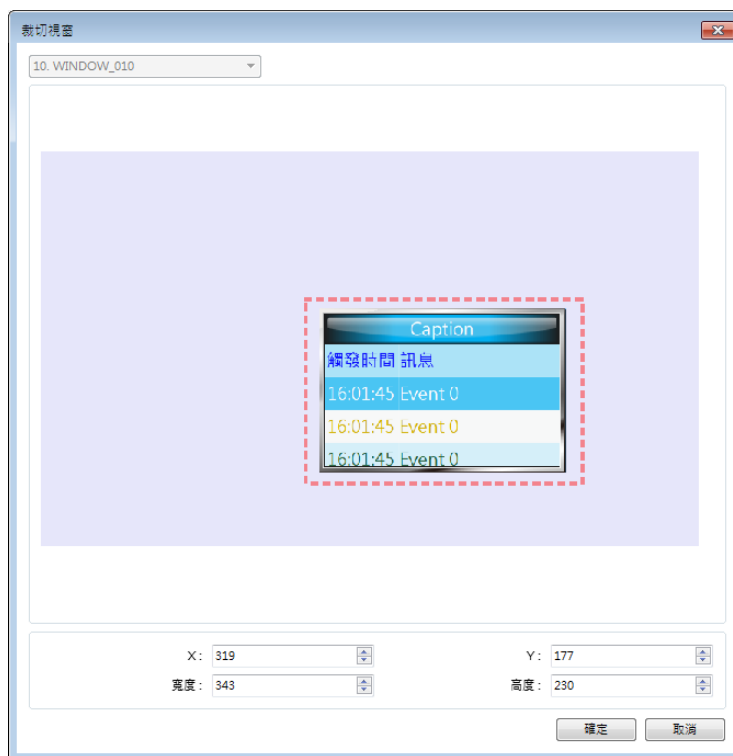 裁切視窗
10. WINDOW_010
Caption
觸發時間 訊息
16:01:45 Event 0
16:01:45 Event 0
16:01:45 Event 0
X: 319 Y: 177
寬度: 343 高度: 230
確定 取消